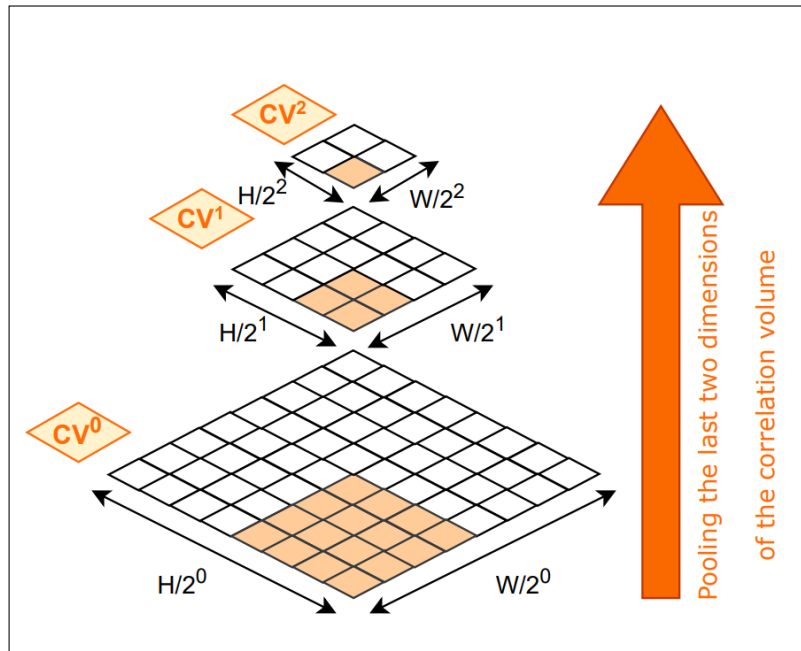 CV²
H/2² W/2²
CV¹
H/2¹ W/2¹
CV⁰
H/2⁰ W/2⁰
Pooling the last two dimensions
of the correlation volume